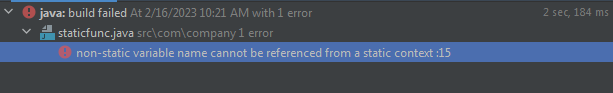 java: build failed At 2/16/2023 10:21 AM with 1 error 2 sec, 184 ms
staticfunc.java src\com\company 1 error
non-static variable name cannot be referenced from a static context :15